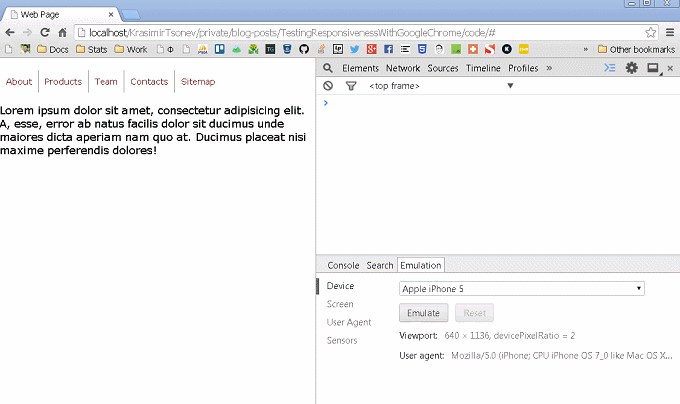 Web Page
localhost/KrasimirTsonev/private/blog-posts/TestingResponsivenessWithGoogleChrome/code/#
Docs Stats Other bookmarks
About Products Team Contacts Sitemap
Lorem ipsum dolor sit amet, consectetur adipisicing elit.
A, esse, error ab natus facilis dolor sit ducimus unde
maiores dicta aperiam nam quo at. Ducimus placeat nisi
maxime perferendis dolores!
Elements Network Sources Timeline Profiles »
<top frame>
Console Search Emulation
Device
Apple iPhone 5
Screen
Emulate Reset
User Agent
Viewport: 640 × 1136, devicePixelRatio = 2
Sensors
User agent: Mozilla/5.0 (iPhone; CPU iPhone OS 7_0 like Mac OS X...